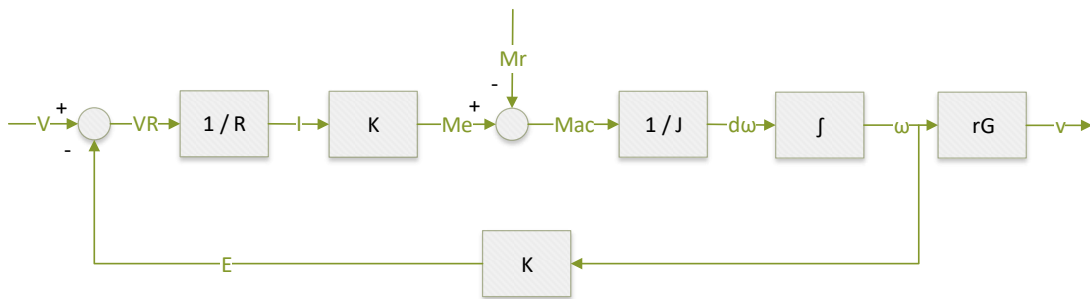 Mr
-
+
+
V
VR
1 / R
I
K
Me
Mac
1 / J
dω
∫
ω
rG
v
-
E
K